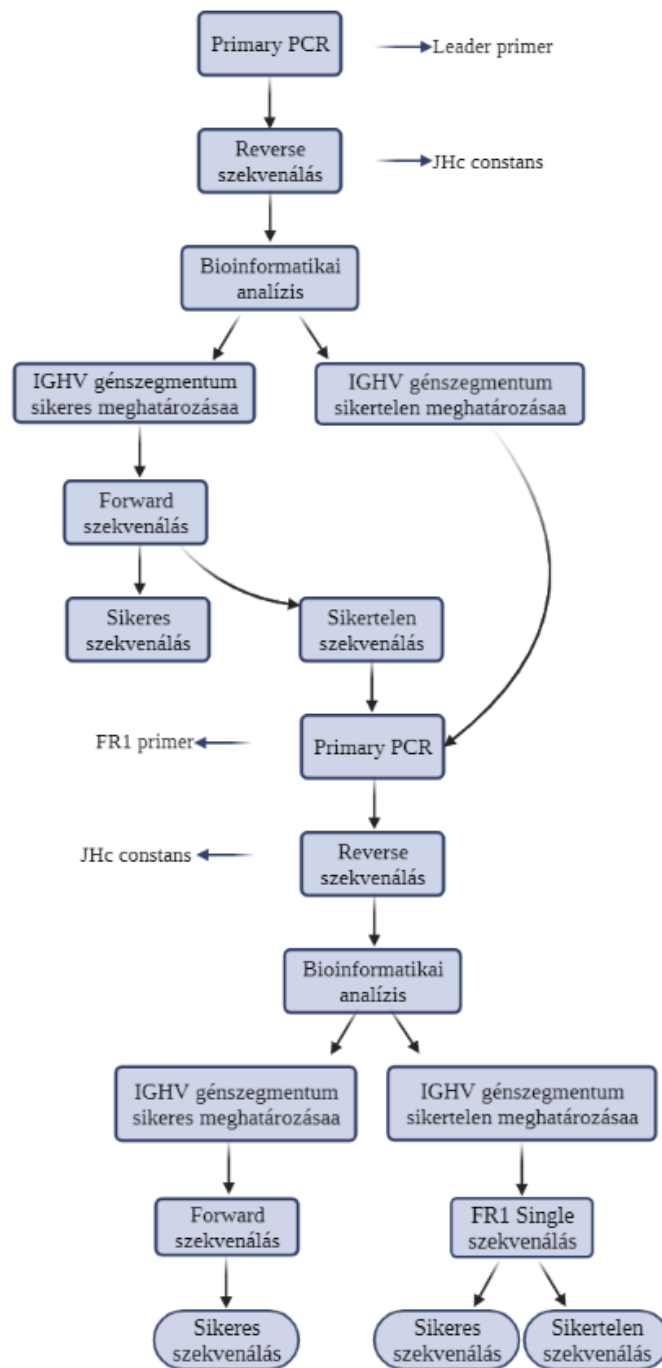 Primary PCR
Leader primer
Reverse
szekvenálás
JHc constans
Bioinformatikai
analízis
IGHV génszegmentum
sikeres meghatározásaa
IGHV génszegmentum
sikertelen meghatározásaa
Forward
szekvenálás
Sikeres
szekvenálás
Sikertelen
szekvenálás
FR1 primer
Primary PCR
JHc constans
Reverse
szekvenálás
Bioinformatikai
analízis
IGHV génszegmentum
sikeres meghatározásaa
IGHV génszegmentum
sikertelen meghatározásaa
Forward
szekvenálás
FR1 Single
szekvenálás
Sikeres
szekvenálás
Sikeres
szekvenálás
Sikertelen
szekvenálás